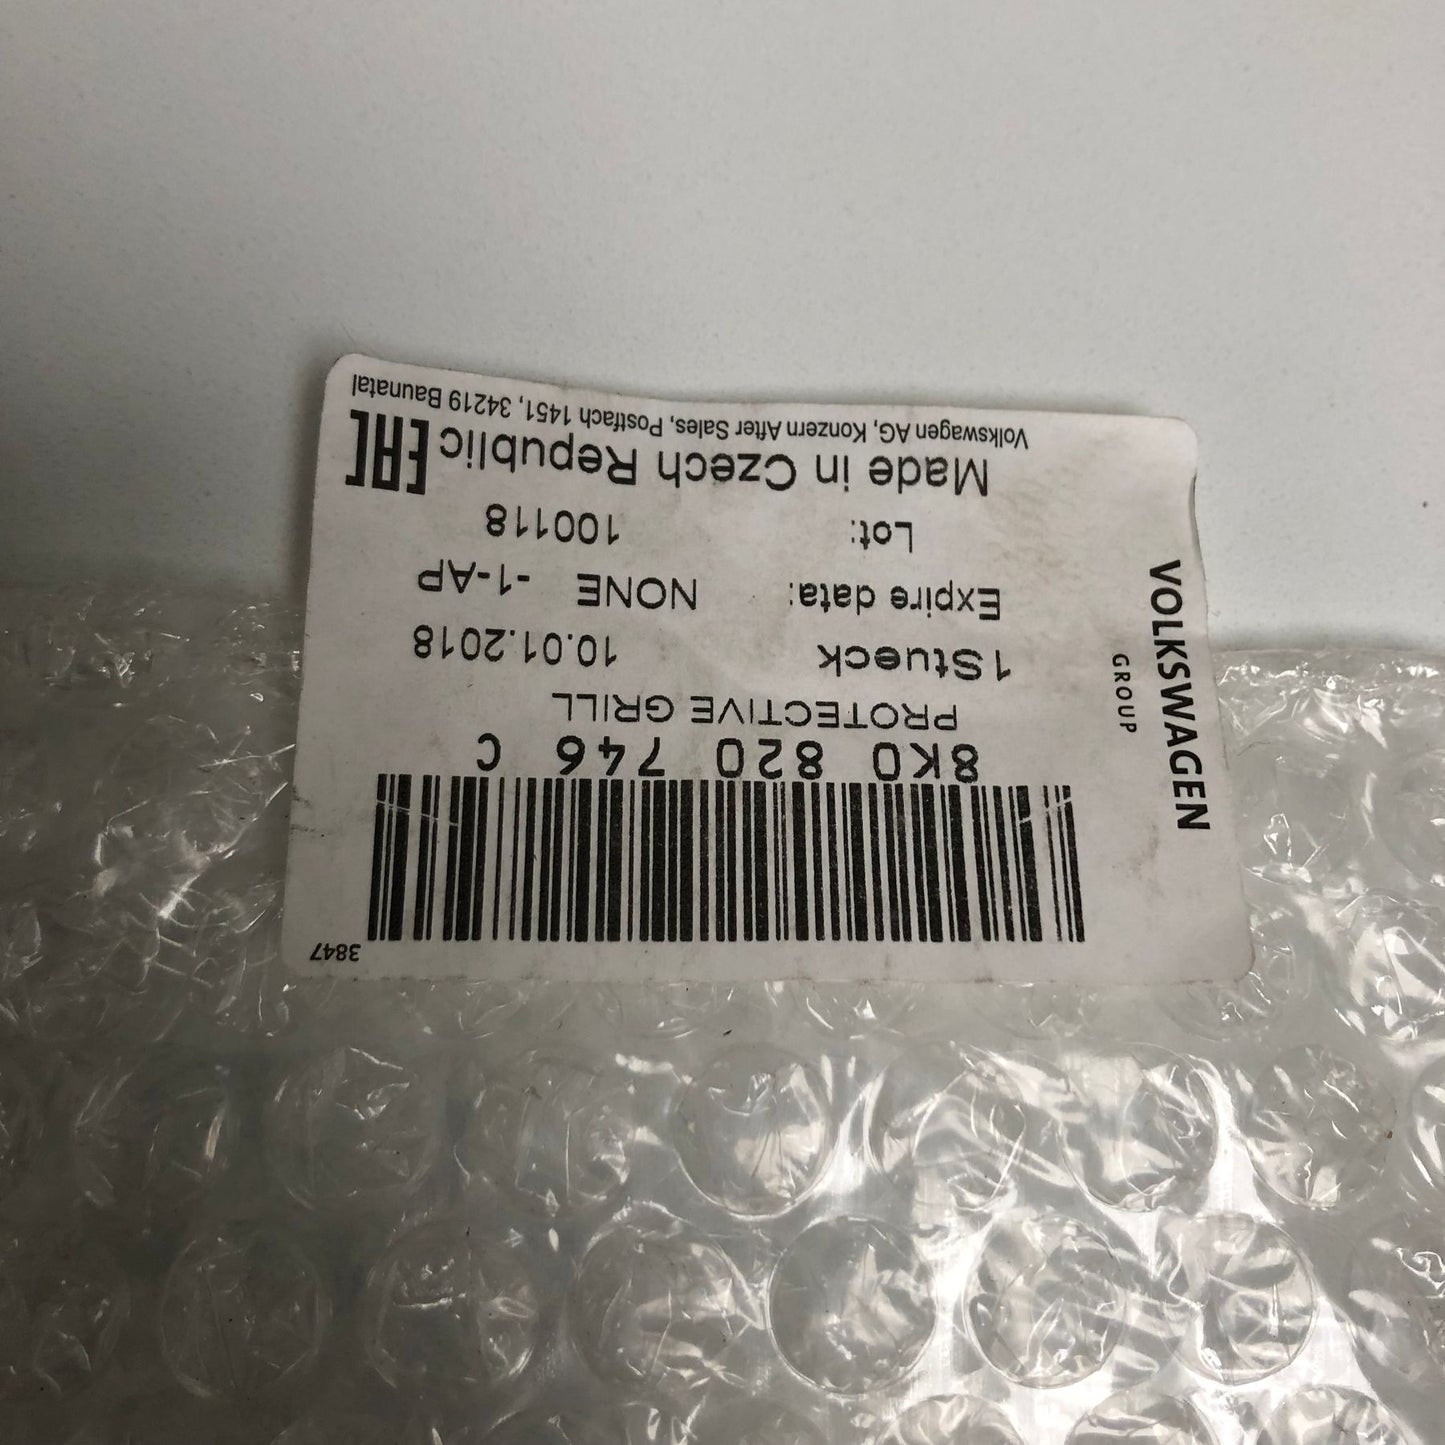 3847
8K0 820 746 C
PROTECTIVE GRILL
1Stueck 10.01.2018
Expire data: NONE -1-AP
Lot: 100118
Made in Czech Republic EAC
Volkswagen AG, Konzern After Sales, Postfach 1451, 34219 Baunatal
VOLKSWAGEN
GROUP